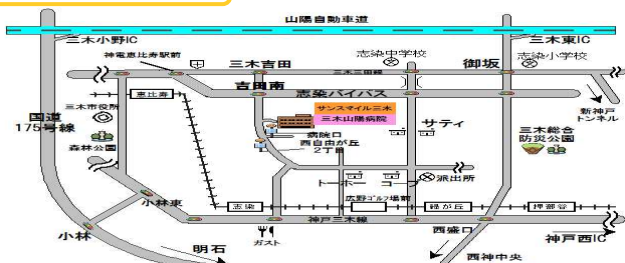 山陽自動車道
三木小野IC
三木東IC
神電恵比寿駅前
三木吉田
志染中学校
御坂
志染小学校
三木三田線
吉田南
志染バイパス
恵比寿
国道
175号線
三木市役所
森林公園
サンスマイル三木
三木山陽病院
病院口
西自由が丘
2丁目
サティ
新神戸
トンネル
三木総合
防災公園
トーホー
コープ
派出所
小林東
志染
広野ゴルフ場前
緑が丘
押部谷
神戸三木線
小林
明石
ガスト
西盛口
西神中央
神戸西IC